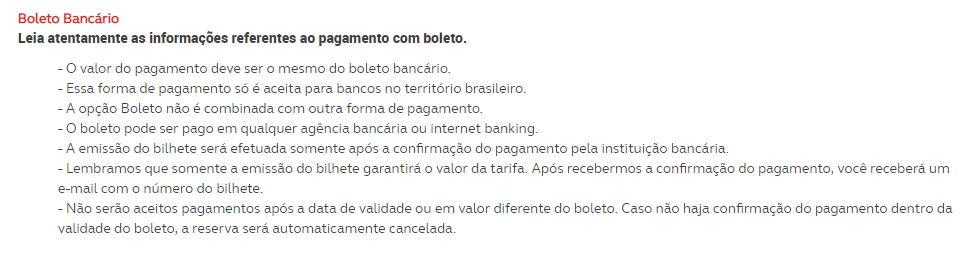 Boleto Bancário
Leia atentamente as informações referentes ao pagamento com boleto.
- O valor do pagamento deve ser o mesmo do boleto bancário.
- Essa forma de pagamento só é aceita para bancos no território brasileiro.
- A opção Boleto não é combinada com outra forma de pagamento.
- O boleto pode ser pago em qualquer agência bancária ou internet banking.
- A emissão do bilhete será efetuada somente após a confirmação do pagamento pela instituição bancária.
- Lembramos que somente a emissão do bilhete garantirá o valor da tarifa. Após recebermos a confirmação do pagamento, você receberá um
e-mail com o número do bilhete.
- Não serão aceitos pagamentos após a data de validade ou em valor diferente do boleto. Caso não haja confirmação do pagamento dentro da
validade do boleto, a reserva será automaticamente cancelada.